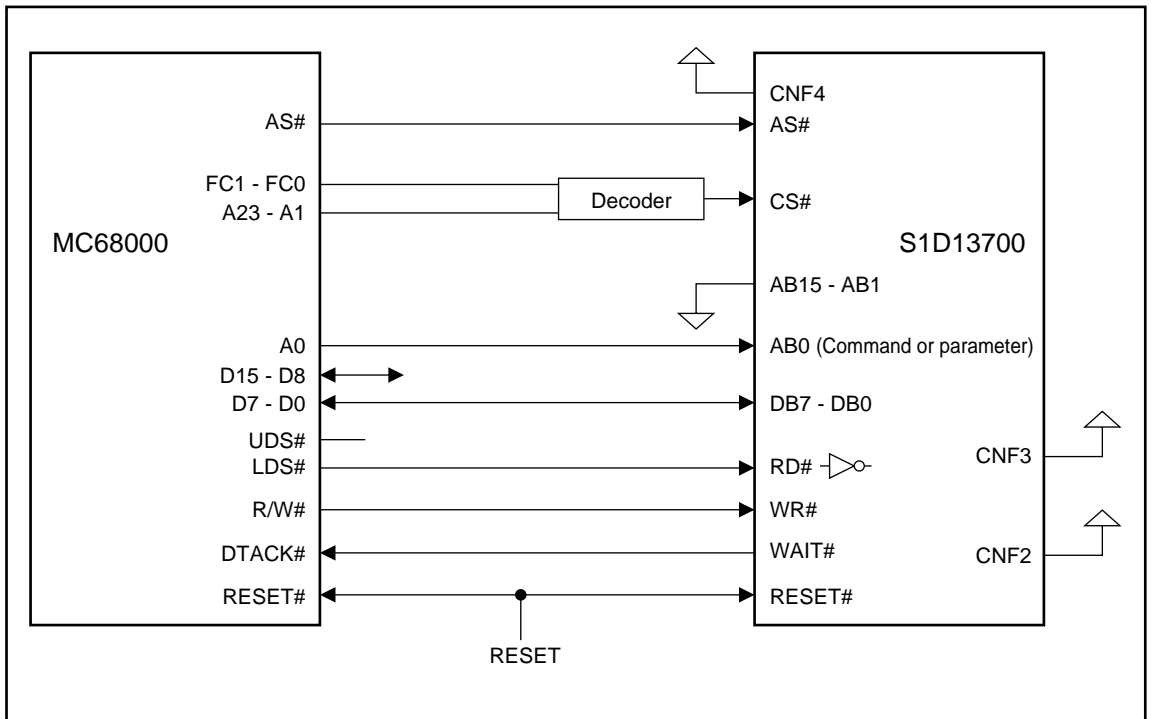 CNF4
AS#
AS#
FC1 - FC0
Decoder
CS#
A23 - A1
MC68000
S1D13700
AB15 - AB1
A0
AB0 (Command or parameter)
D15 - D8
D7 - D0
DB7 - DB0
UDS#
CNF3
LDS#
RD#
R/W#
WR#
DTACK#
WAIT#
CNF2
RESET#
RESET#
RESET